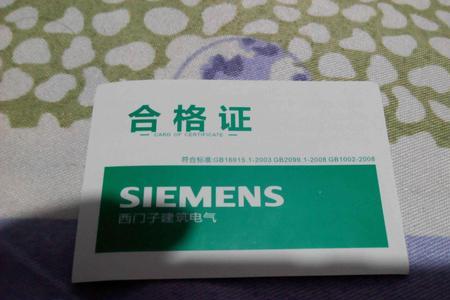 合格证
CARD OF CERTIFICATE
符合标准:GB16915.1-2003 GB2099.1-2008 GB1002-2008
SIEMENS
西门子建筑电气